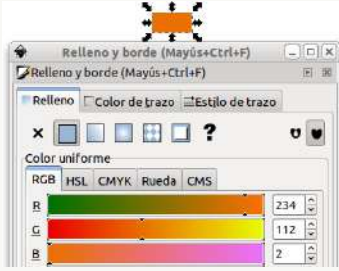 Relleno y borde (Mayús+Ctrl+F)
Relleno y borde (Mayús+Ctrl+F)
Relleno Color de trazo Estilo de trazo
?
Color uniforme
RGB HSL CMYK Rueda CMS
R 234
G 112
B 2